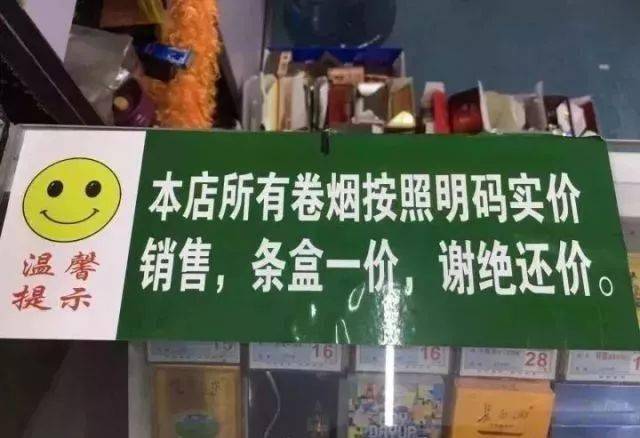 温馨
提示
本店所有卷烟按照明码实价
销售，条盒一价，谢绝还价。
16
16
28